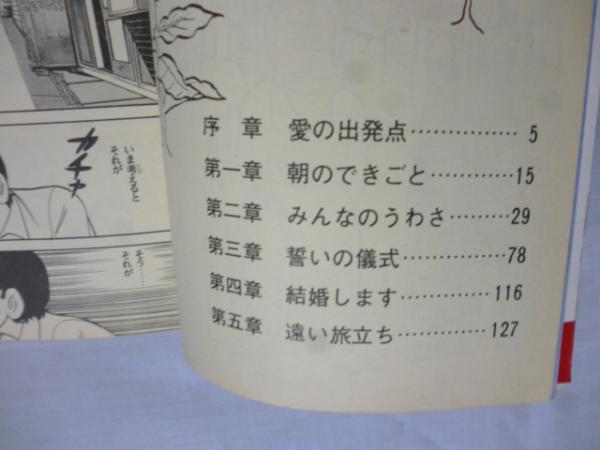 序章 愛の出発点…………… 5
第一章 朝のできごと…………15
第二章 みんなのうわさ………29
第三章 誓いの儀式……………78
第四章 結婚します……………116
第五章 遠い旅立ち……………127
ガチャ
いま考えると
それが
そう……
それが